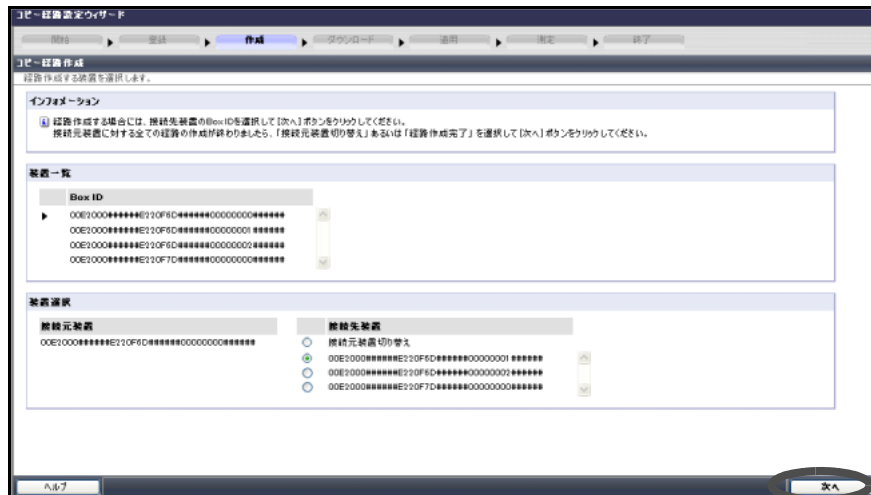 コピー経路設定ウィザード
開始 登録 作成 ダウンロード 適用 測定 終了
コピー経路作成
経路作成する装置を選択します。
インフォメーション
経路作成する場合には、接続先装置のBox IDを選択して[次へ]ボタンをクリックしてください。
接続元装置に対する全ての経路の作成が終わりましたら、「接続元装置切り替え」あるいは「経路作成完了」を選択して[次へ]ボタンをクリックしてください。
装置一覧
Box ID
00E2000######E220F6D######00000000######
00E2000######E220F6D######00000001######
00E2000######E220F6D######00000002######
00E2000######E220F7D######00000000######
装置選択
接続元装置
00E2000######E220F6D######00000000######
接続先装置
接続元装置切り替え
00E2000######E220F6D######00000001######
00E2000######E220F6D######00000002######
00E2000######E220F7D######00000000######
ヘルプ
次へ